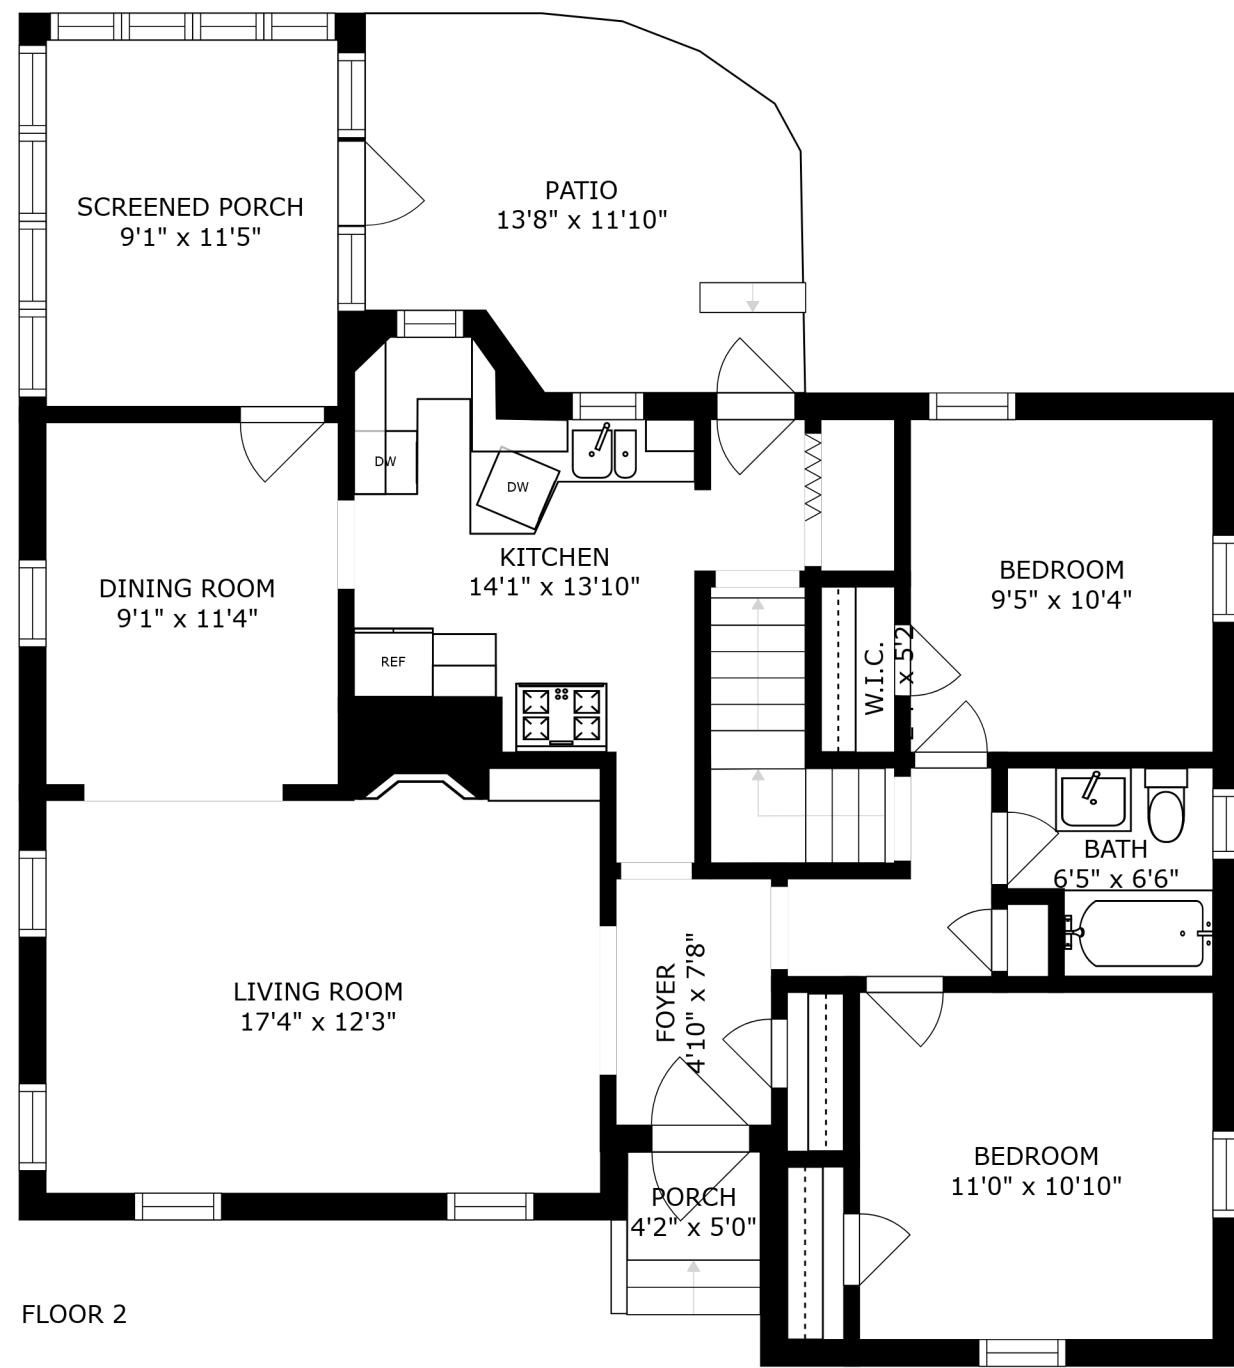 SCREENED PORCH
9'1" x 11'5"
PATIO
13'8" x 11'10"
DW
DW
KITCHEN
14'1" x 13'10"
DINING ROOM
9'1" x 11'4"
BEDROOM
9'5" x 10'4"
REF
W.I.C.
x 5'2
BATH
6'5" x 6'6"
LIVING ROOM
17'4" x 12'3"
FOYER
4'10" x 7'8"
BEDROOM
11'0" x 10'10"
PORCH
4'2" x 5'0"
FLOOR 2